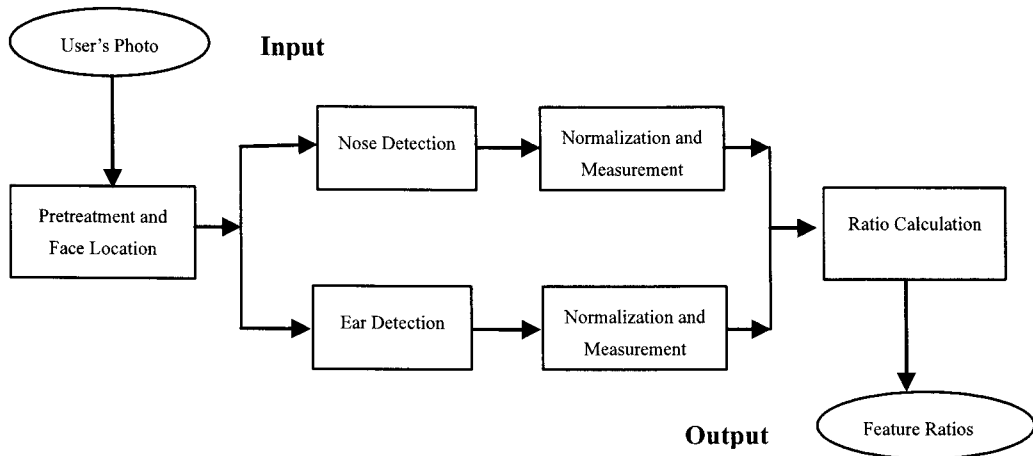 User's Photo
Input
Nose Detection
Normalization and
Measurement
Pretreatment and
Face Location
Ratio Calculation
Ear Detection
Normalization and
Measurement
Output
Feature Ratios